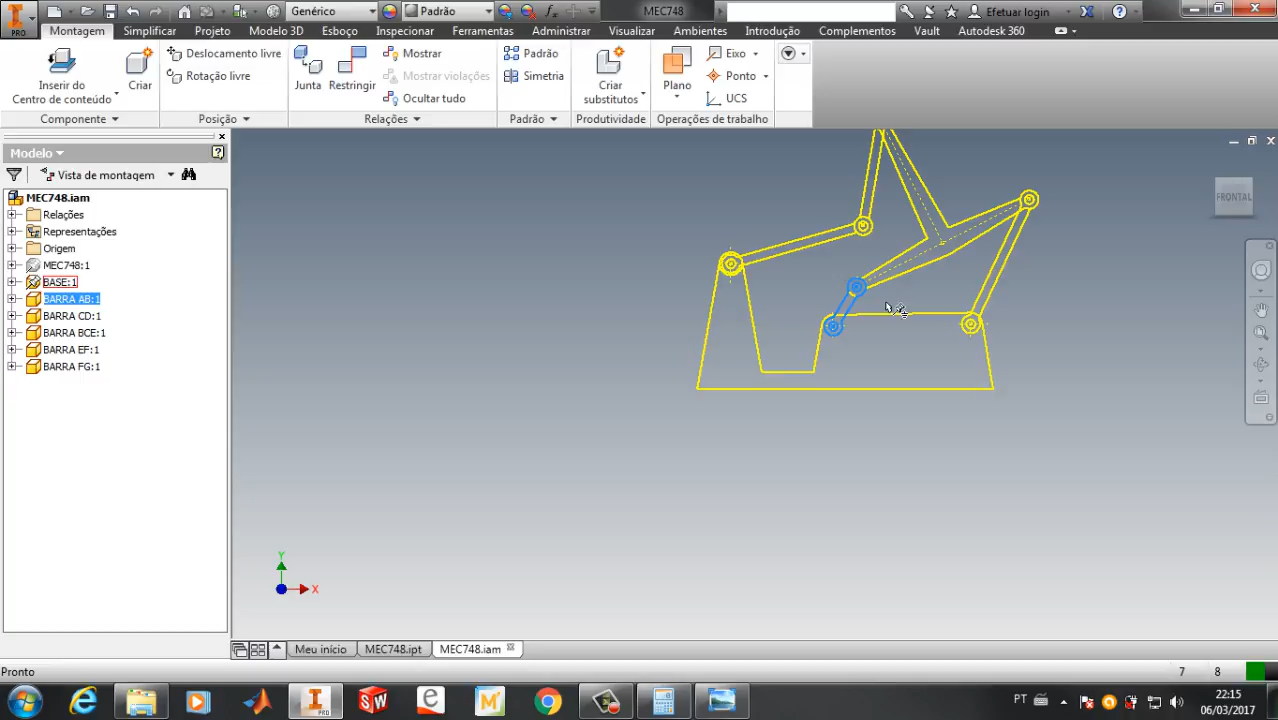 Genérico
Padrão
MEC748
Efetuar login
PRO
Montagem Simplificar Projeto Modelo 3D Esboço Inspecionar Ferramentas Administrar Visualizar Ambientes Introdução Complementos Vault Autodesk 360
Inserir do
Centro de conteúdo
Criar
Deslocamento livre
Rotação livre
Junta
Restringir
Mostrar
Mostrar violações
Ocultar tudo
Padrão
Simetria
Criar
substitutos
Plano
Eixo
Ponto
UCS
Componente
Posição
Relações
Padrão
Produtividade
Operações de trabalho
Modelo
Vista de montagem
MEC748.iam
Relações
Representações
Origem
MEC748:1
BASE:1
BARRA AB:1
BARRA CD:1
BARRA BCE:1
BARRA EF:1
BARRA FG:1
FRONTAL
Y
X
Meu início
MEC748.ipt
MEC748.iam
Pronto
7
8
PRO
PT
22:15
06/03/2017